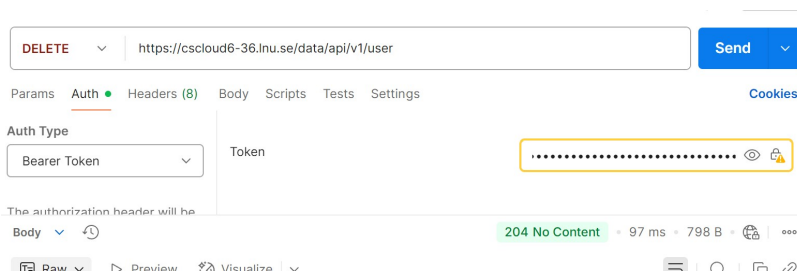 DELETE https://cscloud6-36.lnu.se/data/api/v1/user Send
Params Auth Headers (8) Body Scripts Tests Settings Cookies
Auth Type
Bearer Token
Token
The authorization header will be
Body 204 No Content 97 ms 798 B
Raw Preview Visualize